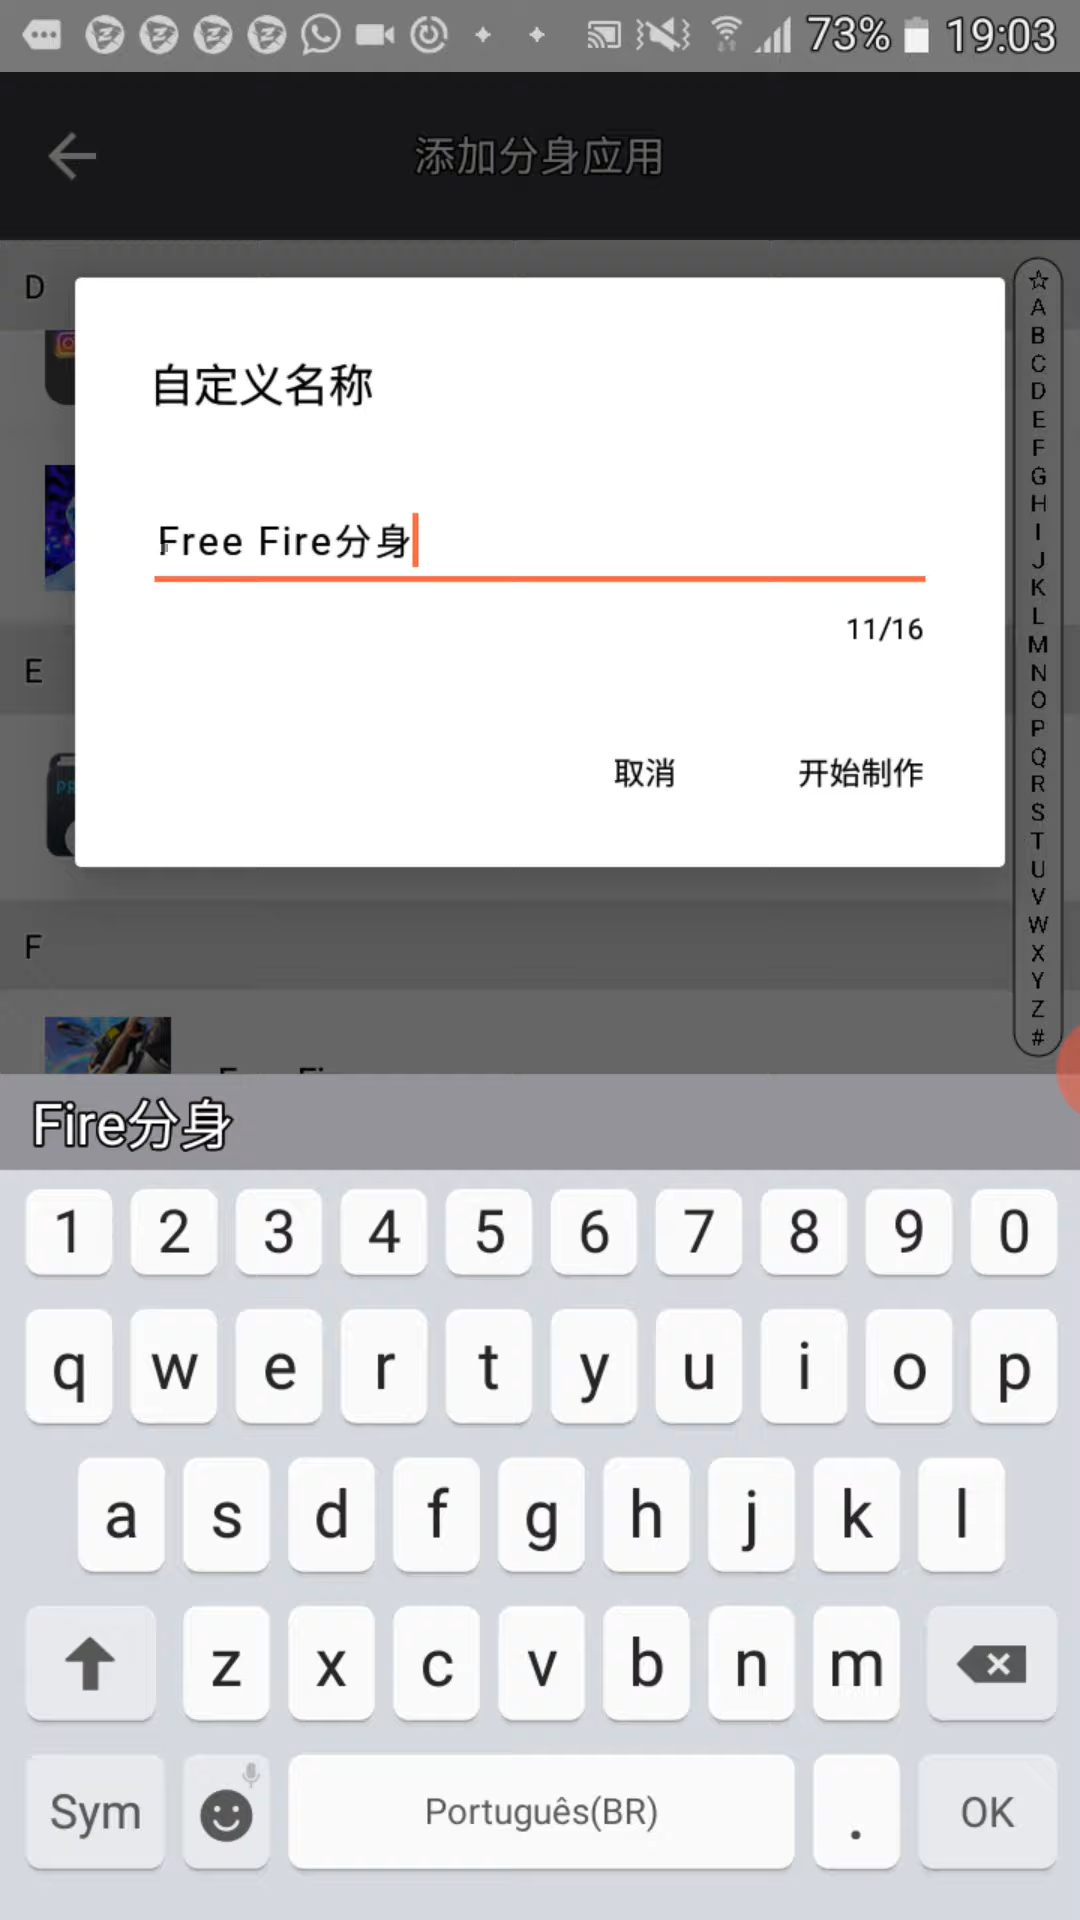 73% 19:03
添加分身应用
D
自定义名称
Free Fire分身
11/16
取消 开始制作
E
F
☆
A
B
C
D
E
F
G
H
I
J
K
L
M
N
O
P
Q
R
S
T
U
V
W
X
Y
Z
#
Fire分身
1 2 3 4 5 6 7 8 9 0
q w e r t y u i o p
a s d f g h j k l
z x c v b n m
Sym Português(BR) . OK